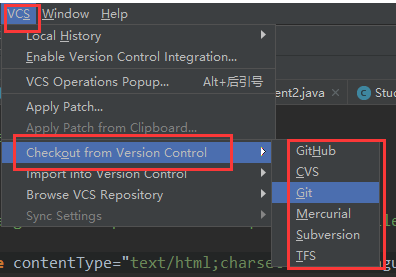 VCS Window Help
Local History
Enable Version Control Integration...
VCS Operations Popup... Alt+后引号
ent2.java × Stu
Apply Patch...
Apply Patch from Clipboard...
Checkout from Version Control
GitHub
Import into Version Control
CVS
Browse VCS Repository
Git
Sync Settings
Mercurial
Subversion
TFS
e contentType="text/html;chars